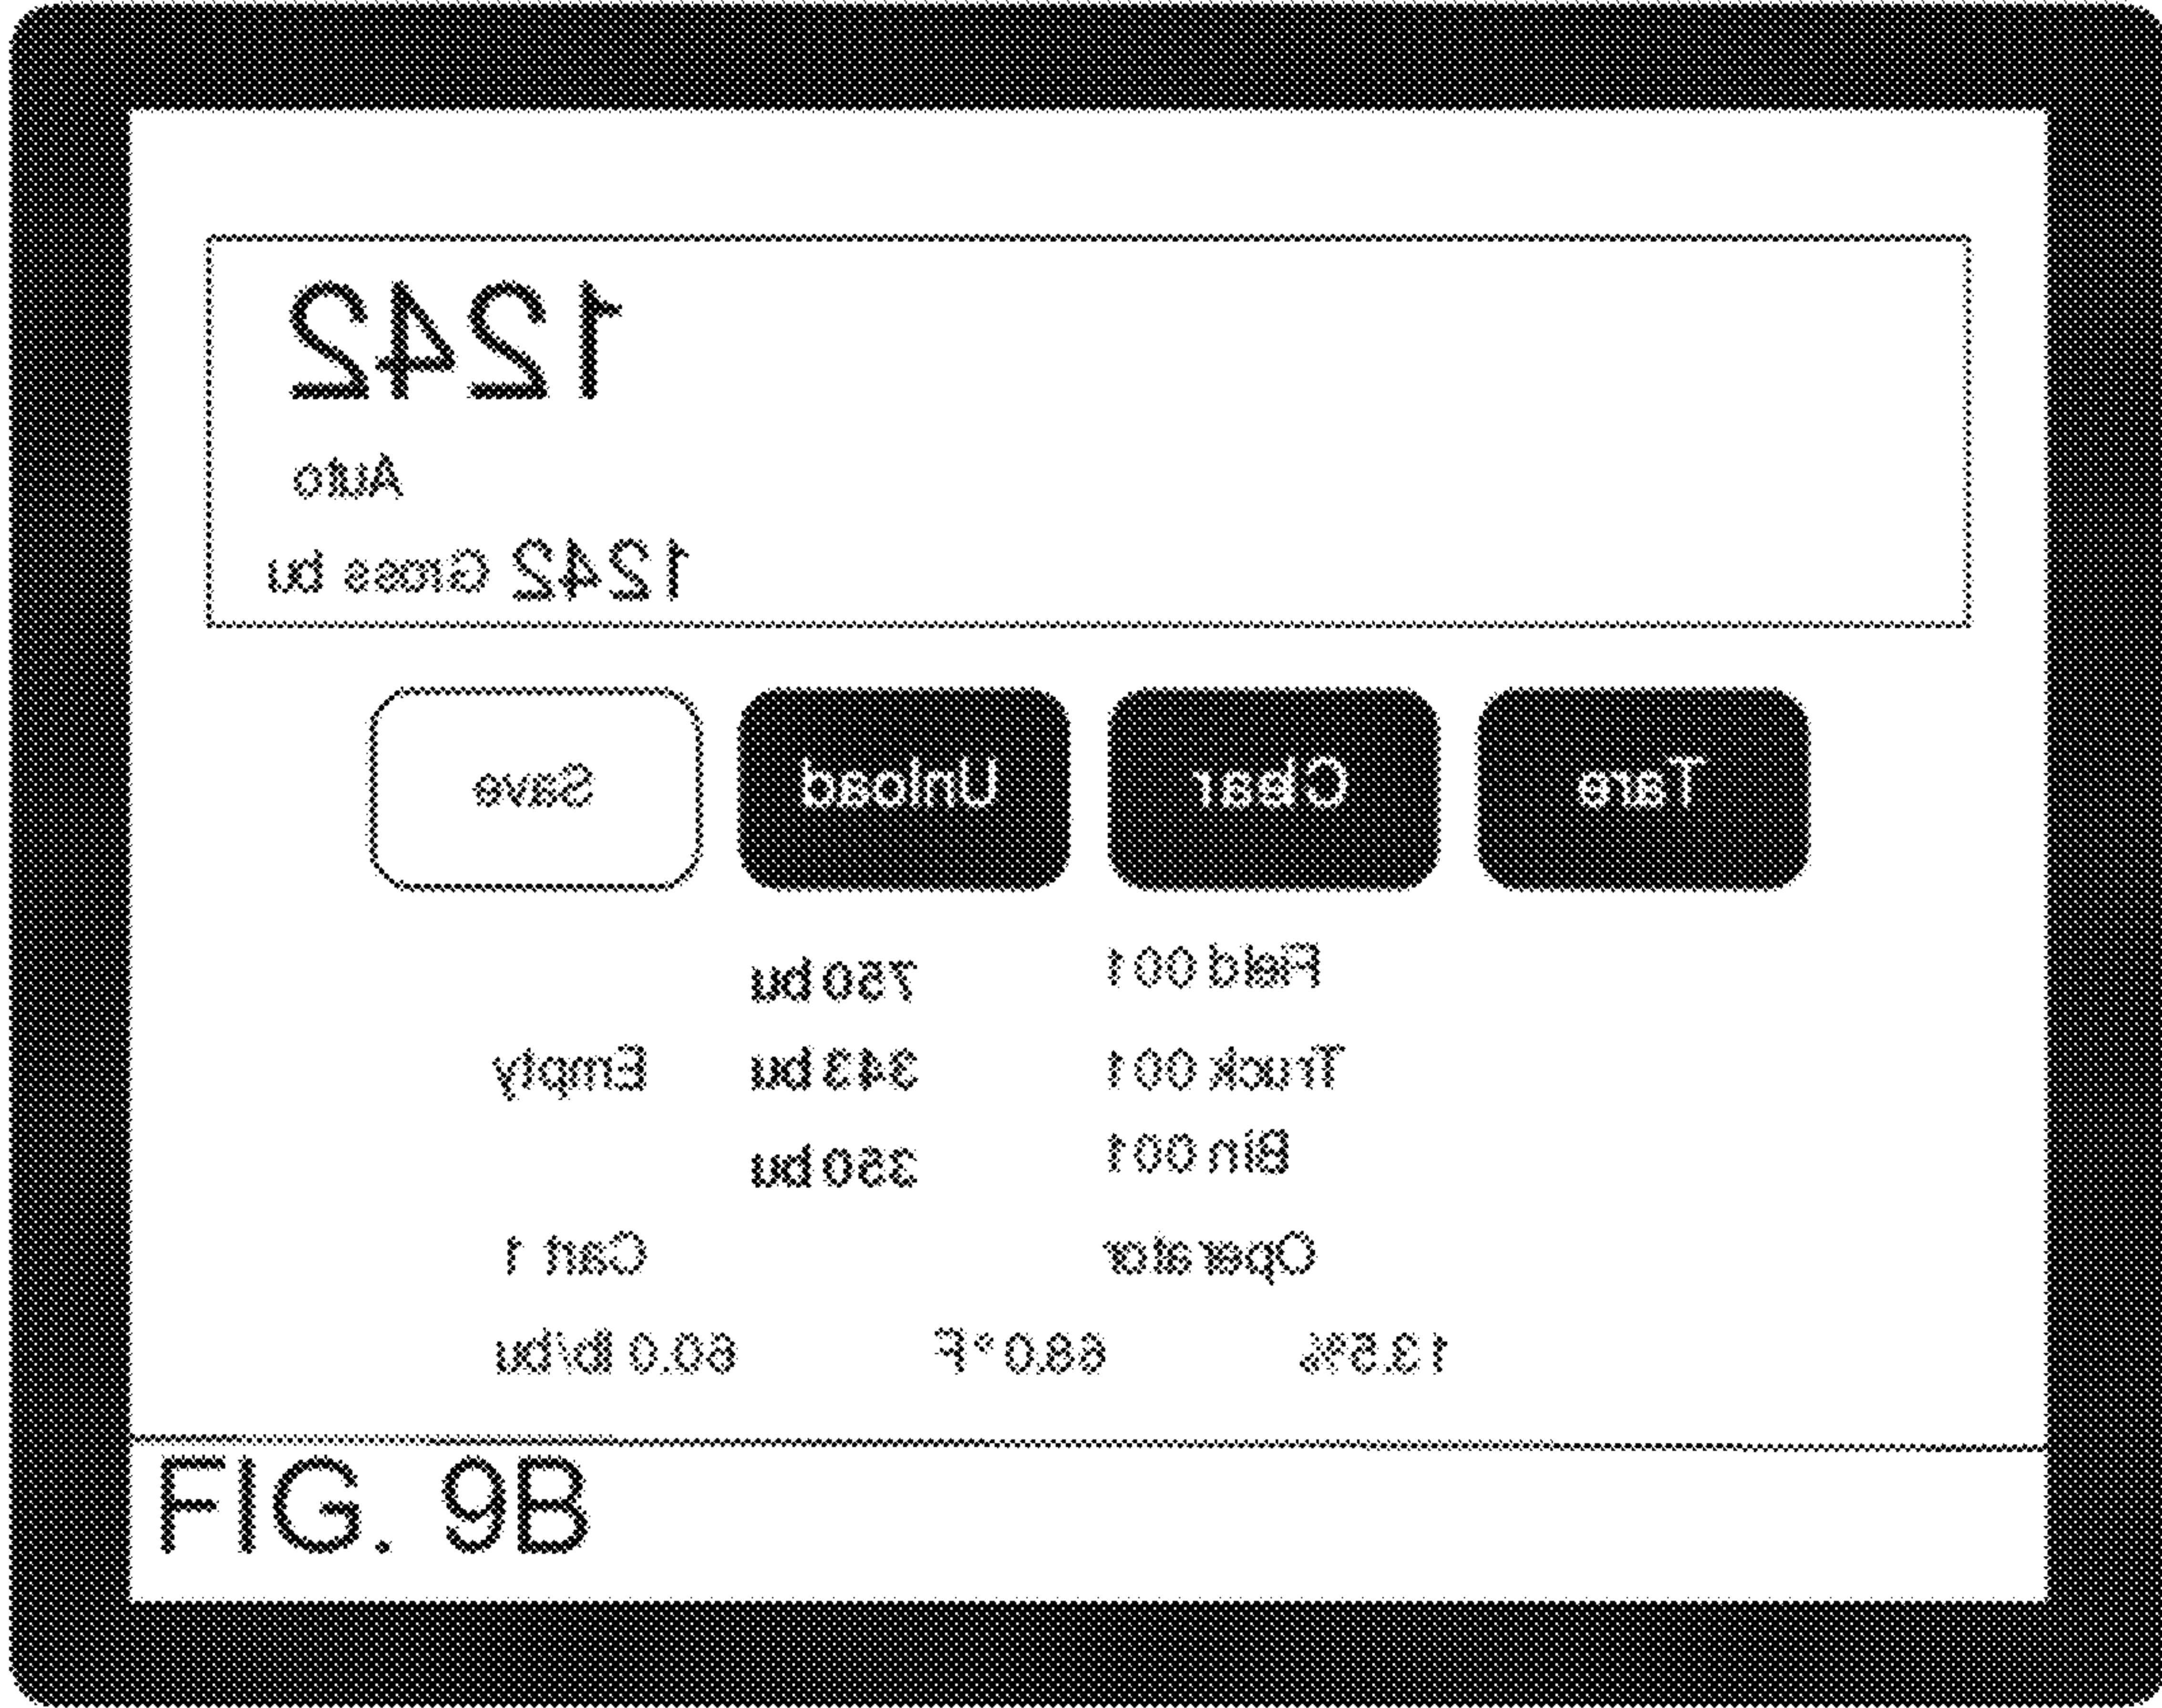 1242
Auto
1242 Gross bu
Tare Clear Unload Save
Field 001 750 bu
Truck 001 343 bu Empty
Bin 001 350 bu
Operator Cart 1
13.5% 68.0 °F 60.0 lb/bu
FIG. 9B